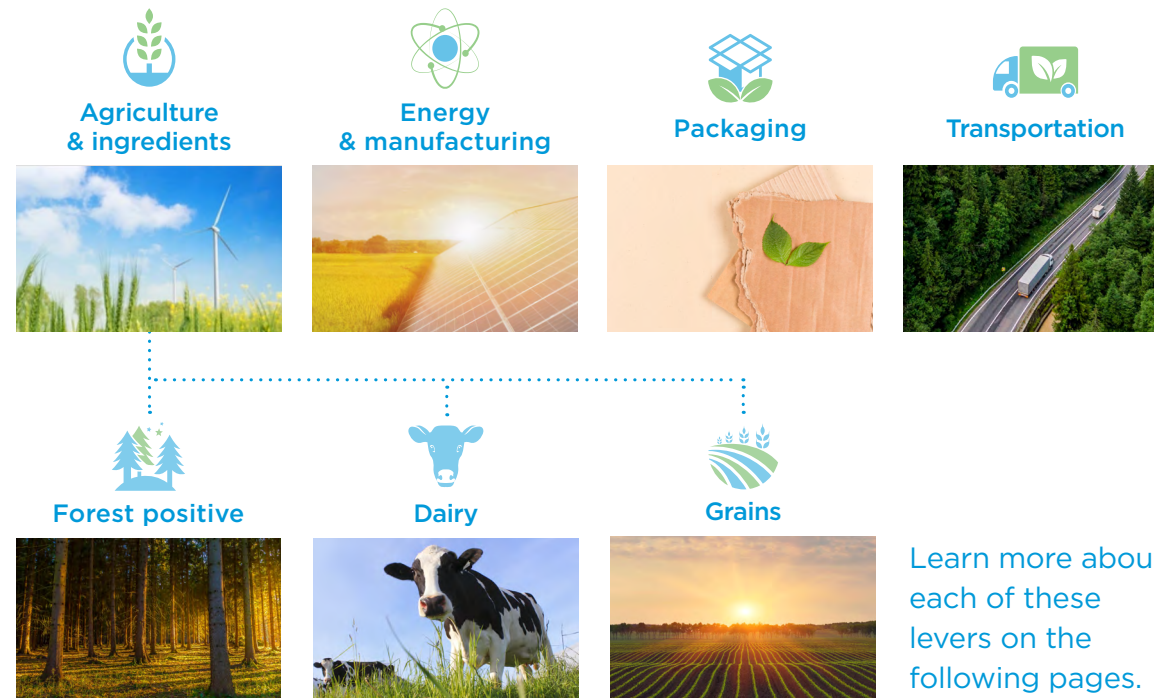 Agriculture
& ingredients
Energy
& manufacturing
Packaging
Transportation
Forest positive
Dairy
Grains
Learn more abou
each of these
levers on the
following pages.